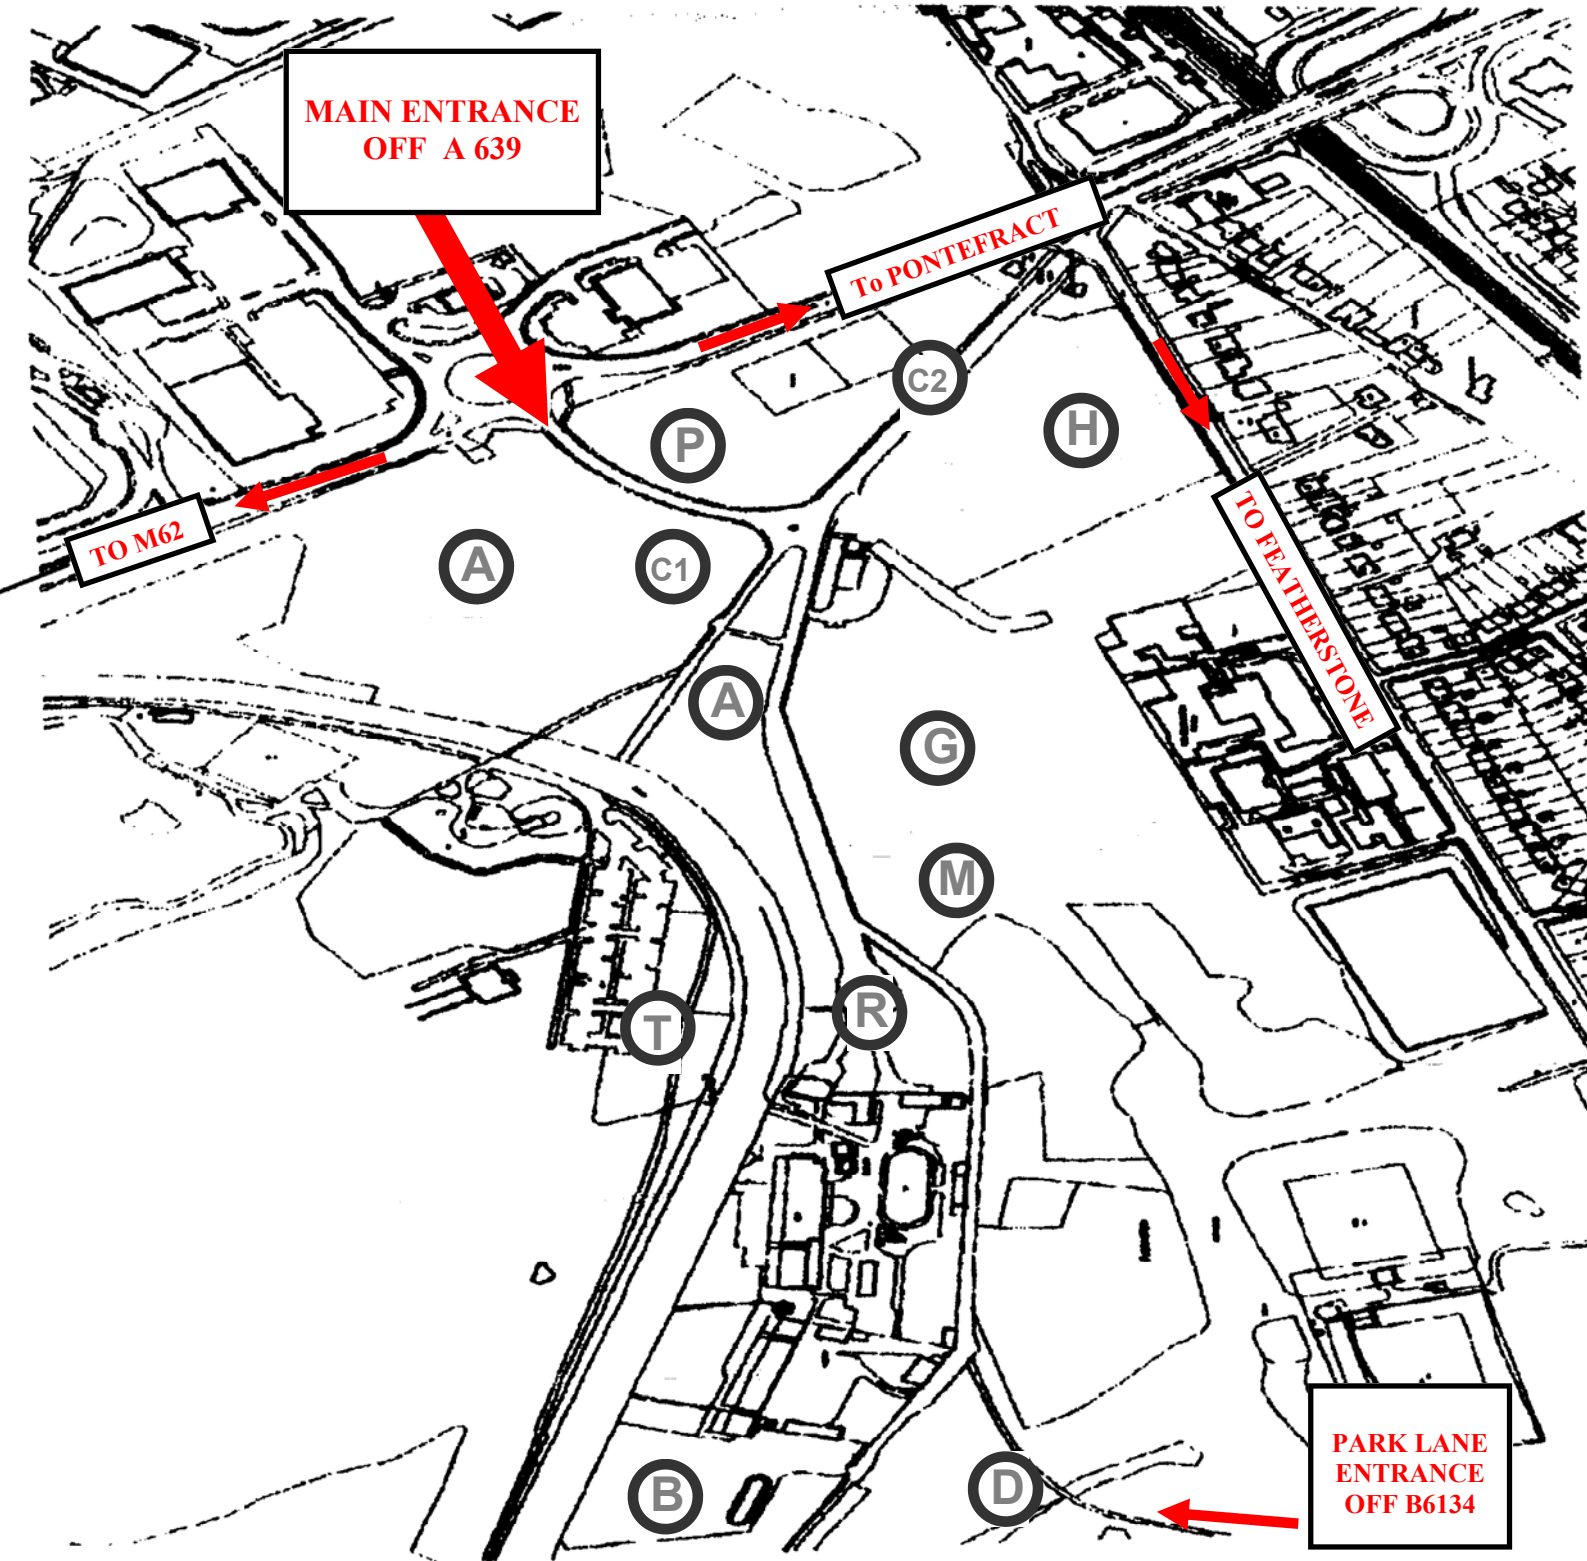 MAIN ENTRANCE
OFF A 639
To PONTEFRACT
C2
P
H
TO M62
A
C1
TO FEATHERSTONE
A
G
M
R
T
PARK LANE
ENTRANCE
OFF B6134
B
D